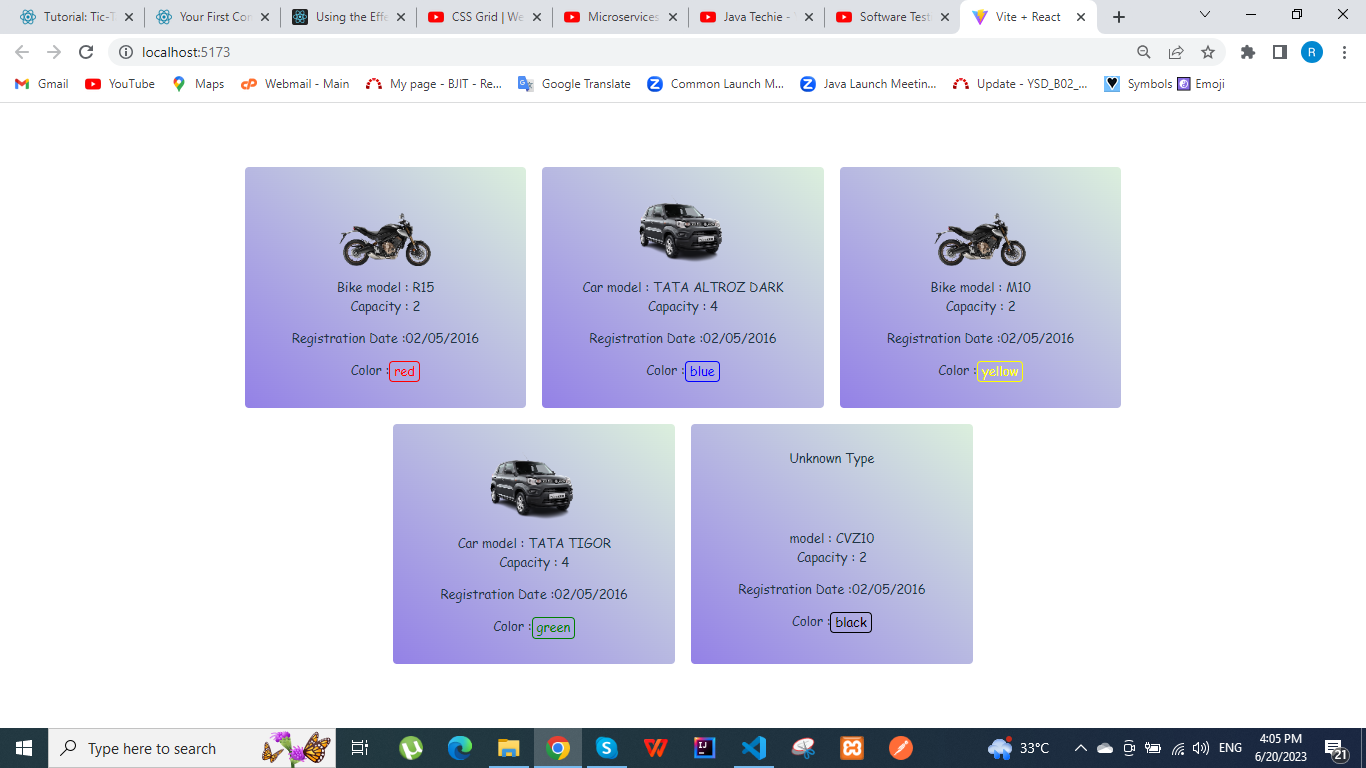 Tutorial: Tic-T
Your First Con
Using the Effe
CSS Grid | We
Microservices
Java Techie -
Software Test
Vite + React
localhost:5173
R
Gmail
YouTube
Maps
Webmail - Main
My page - BJIT - Re...
Google Translate
Common Launch M...
Java Launch Meetin...
Update - YSD_B02_...
Symbols
Emoji
Bike model : R15
Capacity : 2
Registration Date :02/05/2016
Color :red
Car model : TATA ALTROZ DARK
Capacity : 4
Registration Date :02/05/2016
Color :blue
Bike model : M10
Capacity : 2
Registration Date :02/05/2016
Color :yellow
Car model : TATA TIGOR
Capacity : 4
Registration Date :02/05/2016
Color :green
Unknown Type
model : CVZ10
Capacity : 2
Registration Date :02/05/2016
Color :black
Type here to search
33°C
ENG
4:05 PM
6/20/2023
21